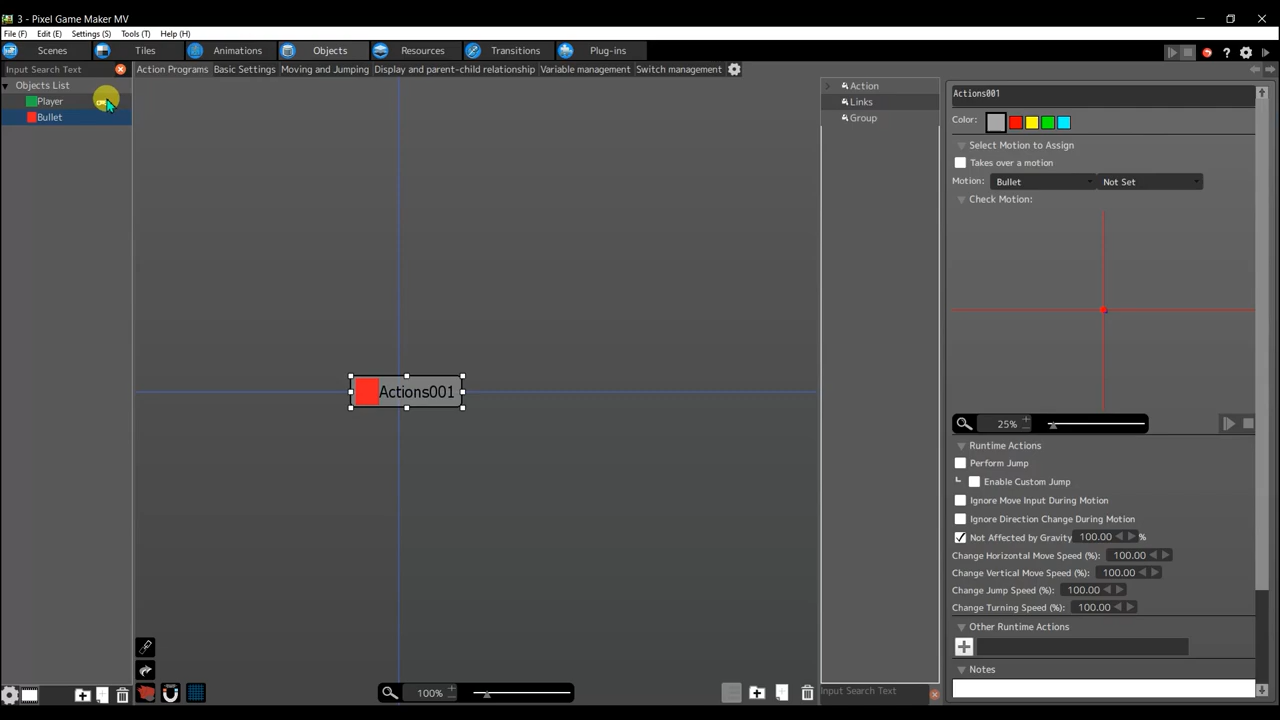 3 - Pixel Game Maker MV
File (F) Edit (E) Settings (S) Tools (T) Help (H)
Scenes Tiles Animations Objects Resources Transitions Plug-ins
Input Search Text Action Programs Basic Settings Moving and Jumping Display and parent-child relationship Variable management Switch management
Objects List
Player
Bullet
Action
Links
Group
Actions001
Color:
Select Motion to Assign
Takes over a motion
Motion: Bullet Not Set
Check Motion:
Actions001
25%
Runtime Actions
Perform Jump
Enable Custom Jump
Ignore Move Input During Motion
Ignore Direction Change During Motion
Not Affected by Gravity 100.00 %
Change Horizontal Move Speed (%): 100.00
Change Vertical Move Speed (%): 100.00
Change Jump Speed (%): 100.00
Change Turning Speed (%): 100.00
Other Runtime Actions
Notes
100%
Input Search Text